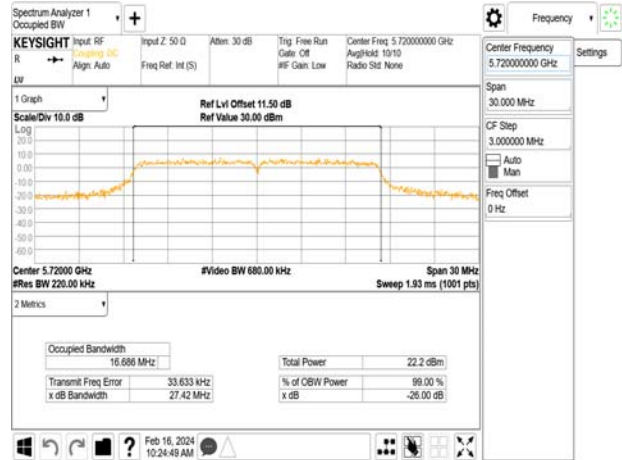 Spectrum Analyzer 1
Occupied BW
Frequency
KEYSIGHT
Input: RF
Coupling: DC
Align: Auto
Input Z: 50 Ω
Freq Ref: Int (S)
Atten: 30 dB
Trig: Free Run
Gate: Off
#IF Gain: Low
Center Freq: 5.720000000 GHz
Avg|Hold: 10/10
Radio Std: None
R
LW
Center Frequency
5.720000000 GHz
Settings
Span
30.000 MHz
CF Step
3.000000 MHz
Auto
Man
Freq Offset
0 Hz
1 Graph
Scale/Div 10.0 dB
Ref Lvl Offset 11.50 dB
Ref Value 30.00 dBm
Log
20.0
10.0
0.00
-10.0
-20.0
-30.0
-40.0
-50.0
-60.0
Center 5.72000 GHz
#Video BW 680.00 kHz
Span 30 MHz
#Res BW 220.00 kHz
Sweep 1.93 ms (1001 pts)
2 Metrics
Occupied Bandwidth
16.686 MHz
Total Power 22.2 dBm
Transmit Freq Error 33.633 kHz
% of OBW Power 99.00 %
x dB Bandwidth 27.42 MHz
x dB -26.00 dB
?
Feb 16, 2024
10:24:49 AM